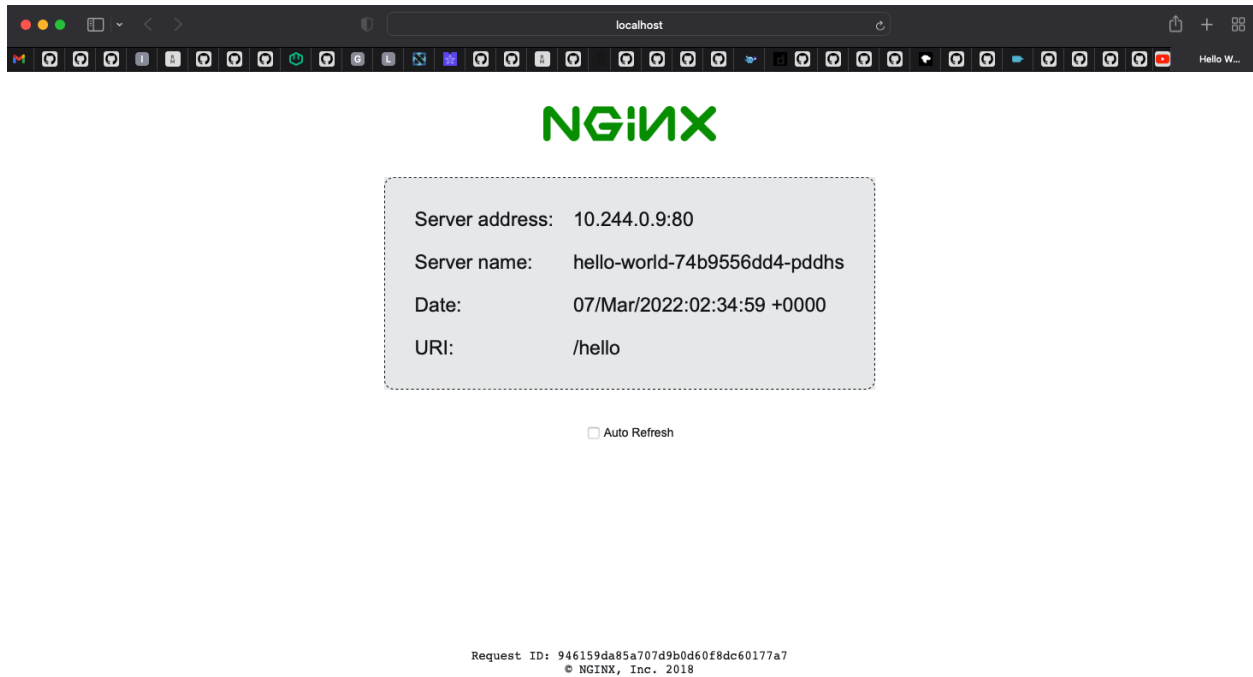 localhost
Hello W...
NGINX
Server address: 10.244.0.9:80
Server name: hello-world-74b9556dd4-pddhs
Date: 07/Mar/2022:02:34:59 +0000
URI: /hello
Auto Refresh
Request ID: 946159da85a707d9b0d60f8dc60177a7
© NGINX, Inc. 2018